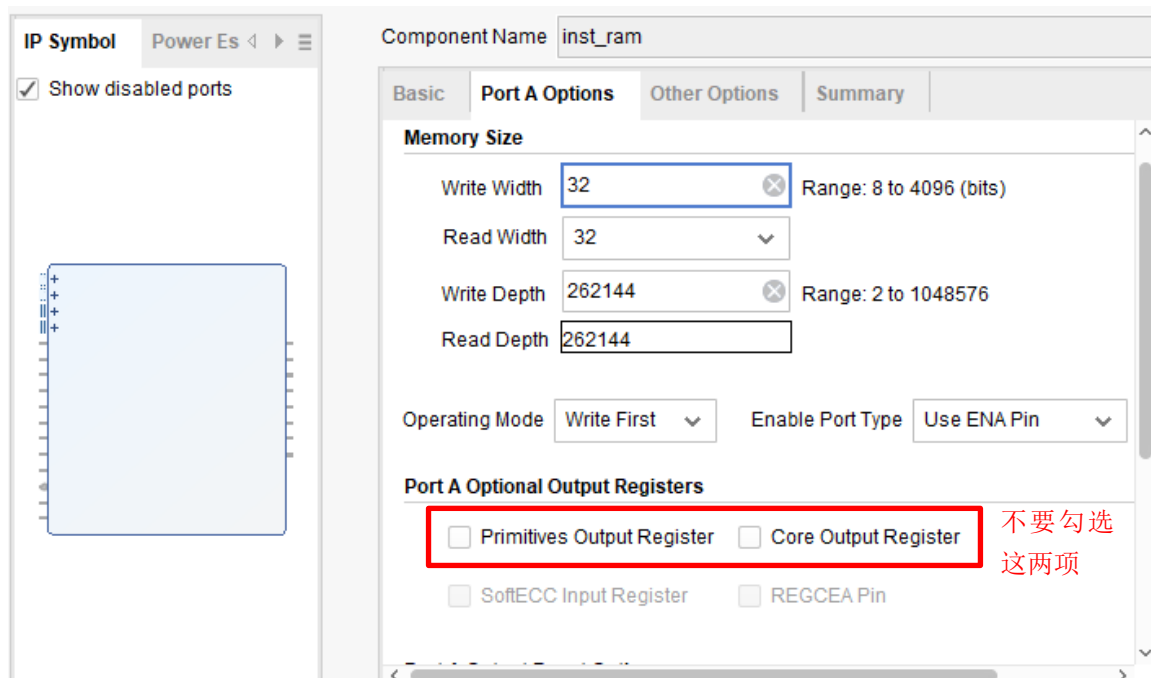 IP Symbol
Power Es
Show disabled ports
Component Name inst_ram
Basic
Port A Options
Other Options
Summary
Memory Size
Write Width 32 Range: 8 to 4096 (bits)
Read Width 32
Write Depth 262144 Range: 2 to 1048576
Read Depth 262144
Operating Mode Write First Enable Port Type Use ENA Pin
Port A Optional Output Registers
Primitives Output Register Core Output Register
不要勾选
这两项
SoftECC Input Register REGCEA Pin